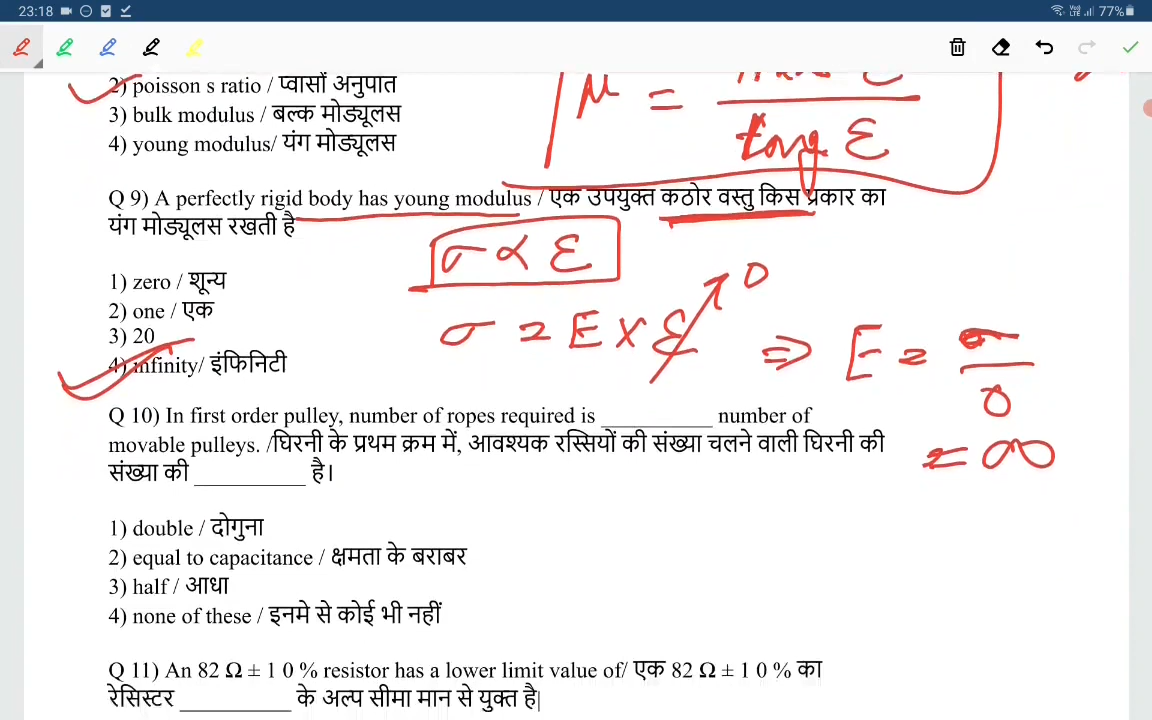 23:18
77%
2) poisson s ratio / प्वासों अनुपात
μ = ε / long ε
3) bulk modulus / बल्क मोड्यूलस
4) young modulus/ यंग मोड्यूलस
Q 9) A perfectly rigid body has young modulus / एक उपयुक्त कठोर वस्तु किस प्रकार का
यंग मोड्यूलस रखती है
σ ∝ ε
1) zero / शून्य
2) one / एक
3) 20
σ = E × ε 0 ⇒ E = σ / 0
4) infinity/ इंफिनिटी
= ∞
Q 10) In first order pulley, number of ropes required is __________ number of
movable pulleys. /घिरनी के प्रथम क्रम में, आवश्यक रस्सियों की संख्या चलने वाली घिरनी की
संख्या की __________ है।
1) double / दोगुना
2) equal to capacitance / क्षमता के बराबर
3) half / आधा
4) none of these / इनमे से कोई भी नहीं
Q 11) An 82 Ω ± 1 0 % resistor has a lower limit value of/ एक 82 Ω ± 1 0 % का
रेसिस्टर __________ के अल्प सीमा मान से युक्त है|